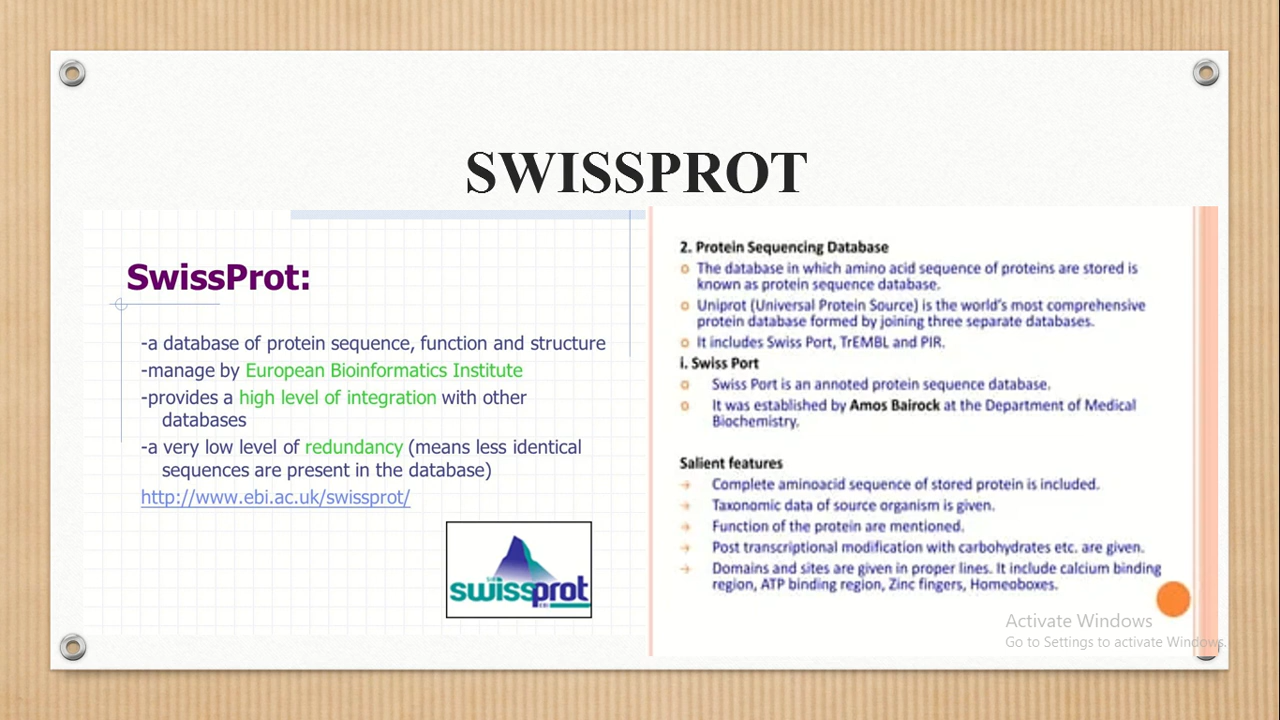 SWISSPROT
SwissProt:
-a database of protein sequence, function and structure
-manage by European Bioinformatics Institute
-provides a high level of integration with other
databases
-a very low level of redundancy (means less identical
sequences are present in the database)
http://www.ebi.ac.uk/swissprot/
swissprot
EBI
2. Protein Sequencing Database
The database in which amino acid sequence of proteins are stored is
known as protein sequence database.
Uniprot (Universal Protein Source) is the world's most comprehensive
protein database formed by joining three separate databases.
It includes Swiss Port, TrEMBL and PIR.
i. Swiss Port
Swiss Port is an annoted protein sequence database.
It was established by Amos Bairock at the Department of Medical
Biochemistry.
Salient features
Complete aminoacid sequence of stored protein is included.
Taxonomic data of source organism is given.
Function of the protein are mentioned.
Post transcriptional modification with carbohydrates etc. are given.
Domains and sites are given in proper lines. It include calcium binding
region, ATP binding region, Zinc fingers, Homeoboxes.
Activate Windows
Go to Settings to activate Windows.